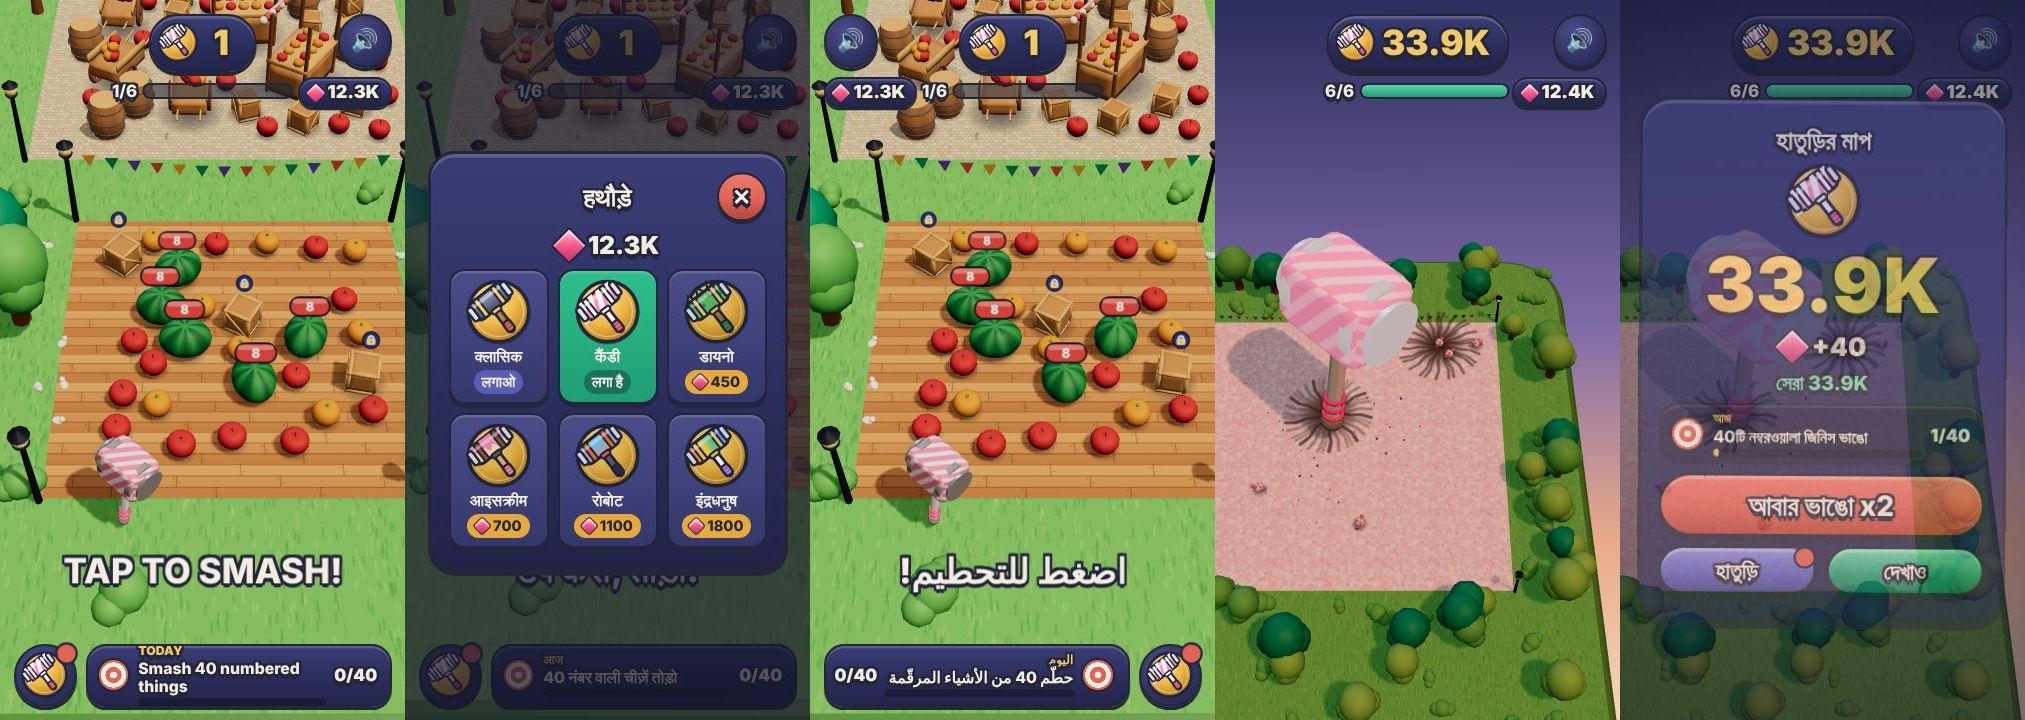 1
1/6
12.3K
8
8
8
8
8
TAP TO SMASH!
TODAY
Smash 40 numbered
things
0/40
1
1/6
12.3K
हथौड़े
12.3K
क्लासिक
लगाओ
कैंडी
लगा है
डायनो
450
आइसक्रीम
700
रोबोट
1100
इंद्रधनुष
1800
आज
40 नंबर वाली चीज़ें तोड़ो
0/40
1
12.3K
1/6
8
8
8
8
8
اضغط للتحطيم!
اليوم
حطّم 40 من الأشياء المرقّمة
0/40
33.9K
6/6
12.4K
33.9K
6/6
12.4K
হাতুড়ির মাপ
33.9K
+40
সেরা 33.9K
আজ
40টি নম্বরওয়ালা জিনিস ভাঙো
1/40
আবার ভাঙো x2
হাতুড়ি
দেখাও